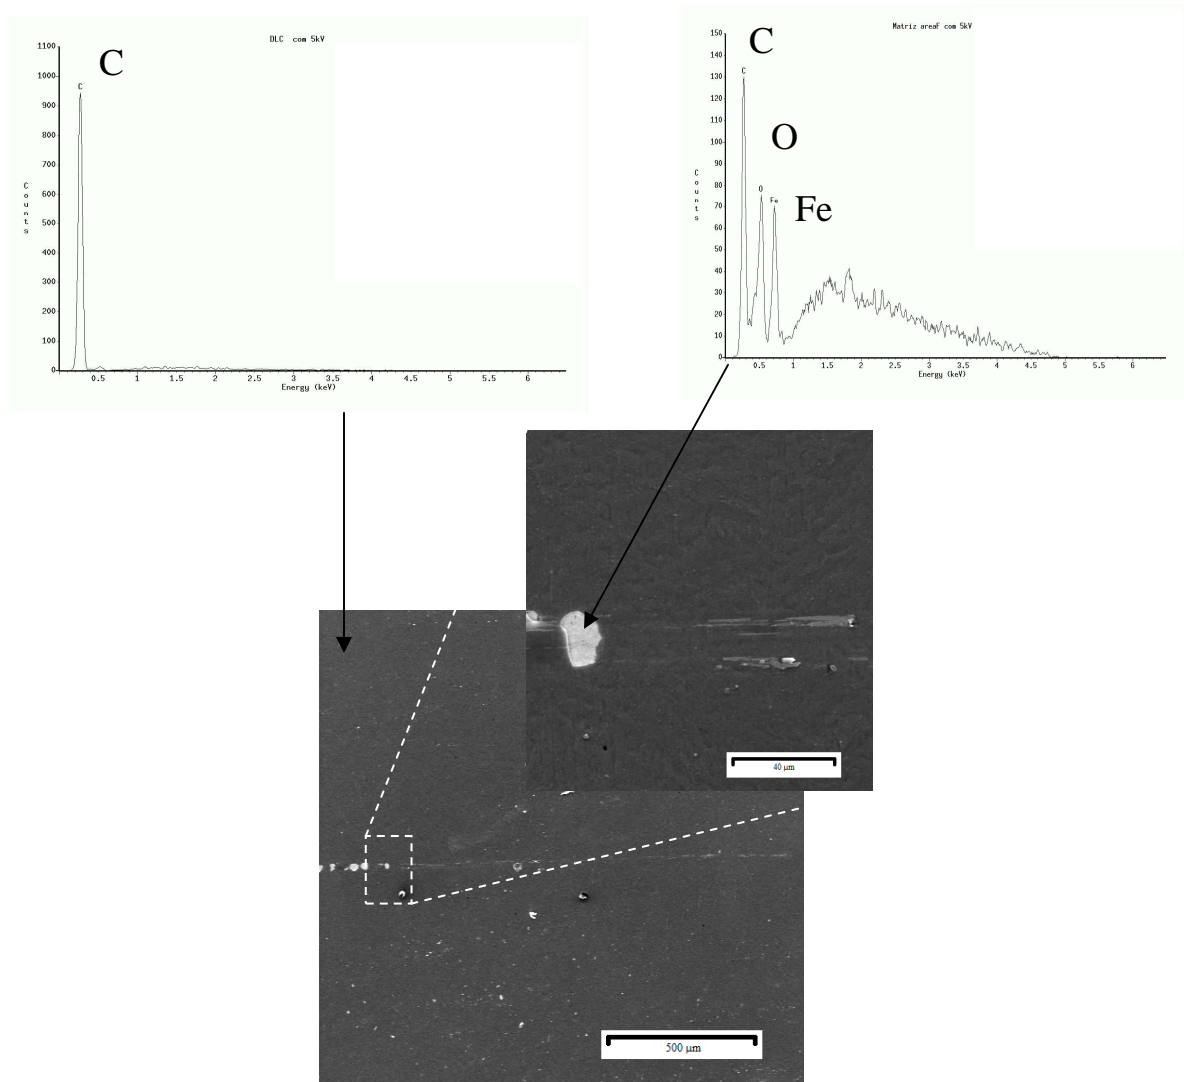 DLC com 5kV
C
C
1100
1000
900
800
700
600
500
400
300
200
100
0
Counts
0.5 1 1.5 2 2.5 3 3.5 4 4.5 5 5.5 6
Energy (keV)
Matriz areaF com 5kV
C
O
Fe
C
O
Fe
150
140
130
120
110
100
90
80
70
60
50
40
30
20
10
0
Counts
0.5 1 1.5 2 2.5 3 3.5 4 4.5 5 5.5 6
Energy (keV)
40 µm
500 µm